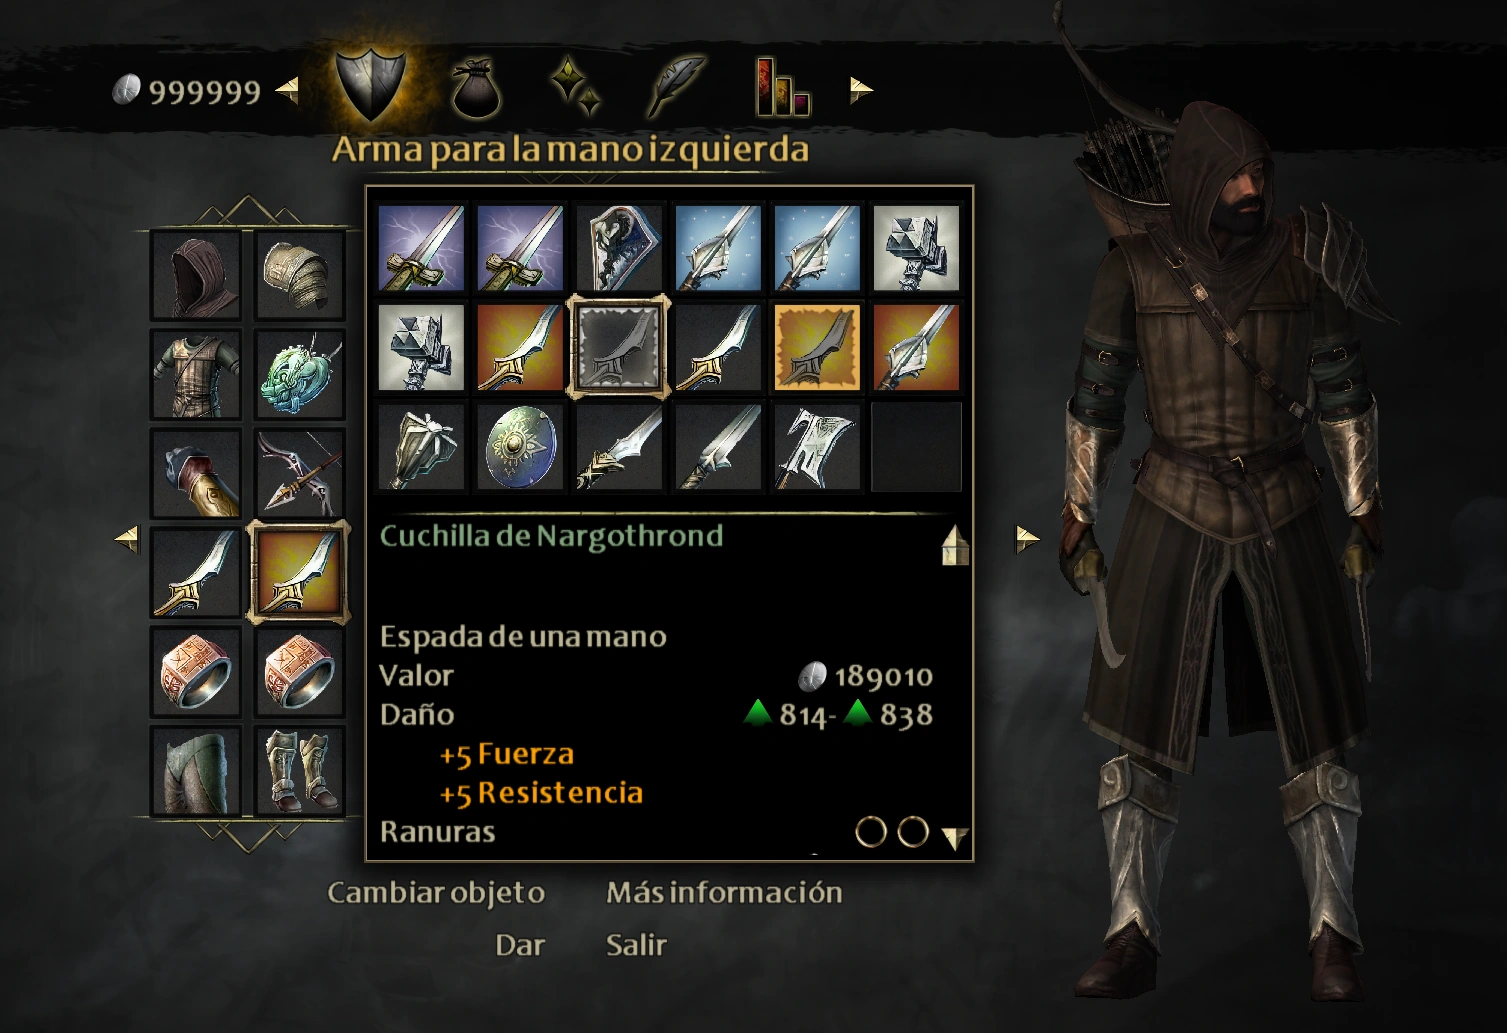 999999
Arma para la mano izquierda
Cuchilla de Nargothrond
Espada de una mano
Valor 189010
Daño 814- 838
+5 Fuerza
+5 Resistencia
Ranuras
Cambiar objeto Más información
Dar Salir